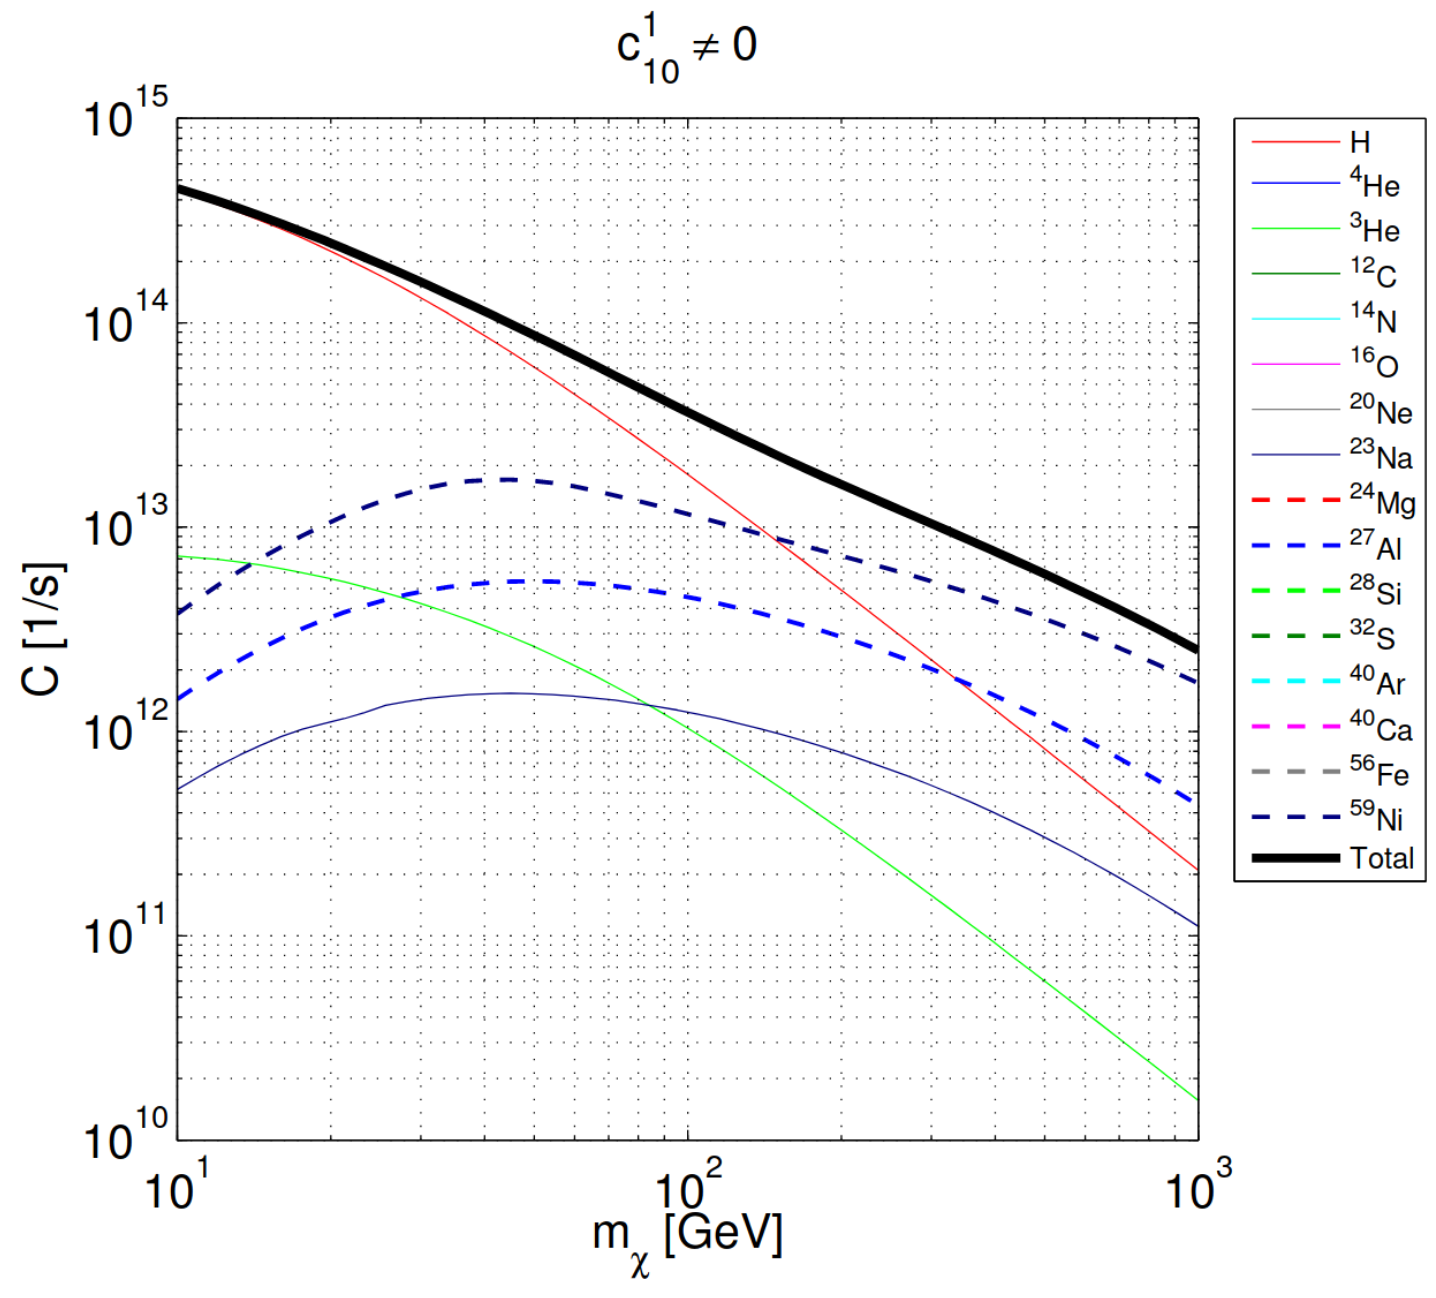 c₁₀¹ ≠ 0
C [1/s]
10¹⁵
10¹⁴
10¹³
10¹²
10¹¹
10¹⁰
10¹
10²
10³
m_χ [GeV]
H
⁴He
³He
¹²C
¹⁴N
¹⁶O
²⁰Ne
²³Na
²⁴Mg
²⁷Al
²⁸Si
³²S
⁴⁰Ar
⁴⁰Ca
⁵⁶Fe
⁵⁹Ni
Total